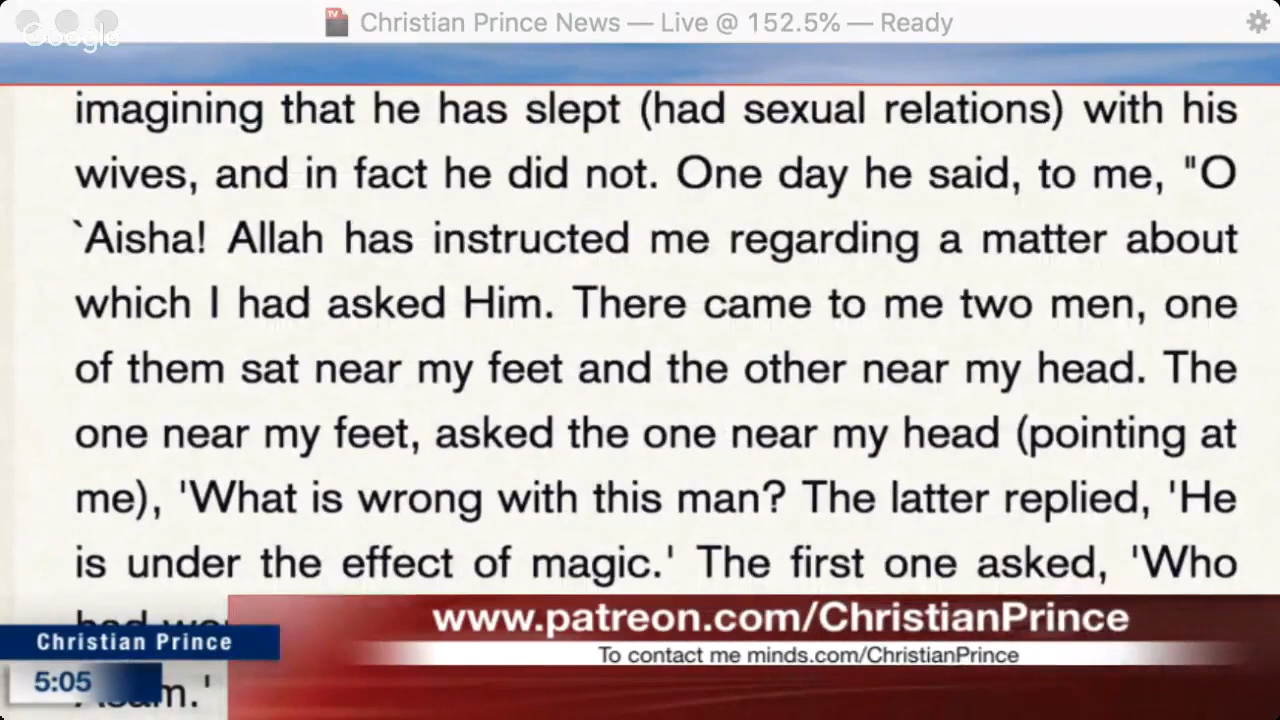 Christian Prince News — Live @ 152.5% — Ready
Google
imagining that he has slept (had sexual relations) with his
wives, and in fact he did not. One day he said, to me, "O
`Aisha! Allah has instructed me regarding a matter about
which I had asked Him. There came to me two men, one
of them sat near my feet and the other near my head. The
one near my feet, asked the one near my head (pointing at
me), 'What is wrong with this man? The latter replied, 'He
is under the effect of magic.' The first one asked, 'Who
www.patreon.com/ChristianPrince
Christian Prince
To contact me minds.com/ChristianPrince
5:05